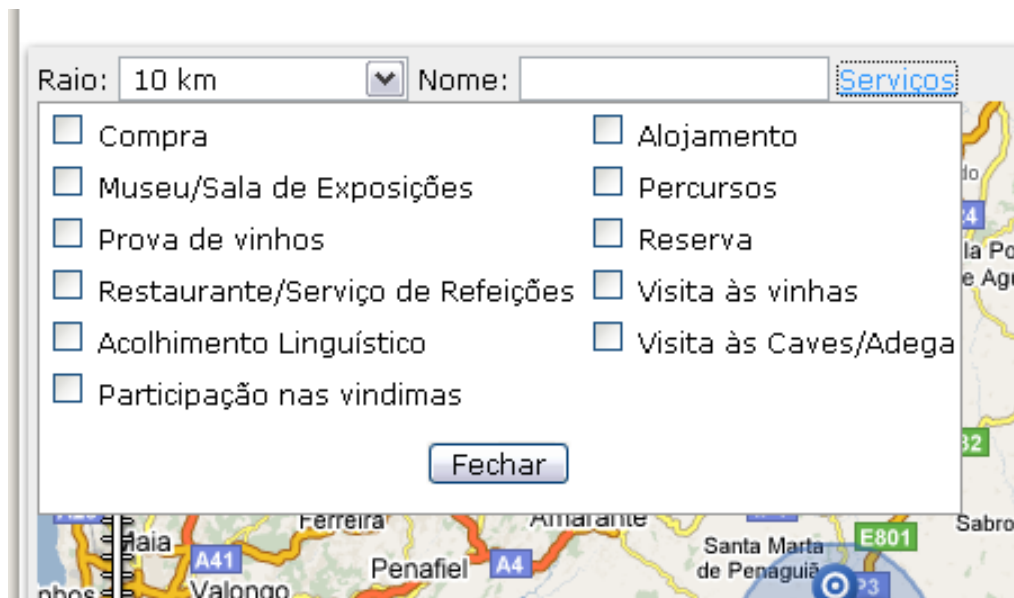 Raio: 10 km Nome: Serviços
Compra Alojamento
Museu/Sala de Exposições Percursos
Prova de vinhos Reserva
Restaurante/Serviço de Refeições Visita às vinhas
Acolhimento Linguístico Visita às Caves/Adega
Participação nas vindimas
Fechar
Ferreira Amarante
Sabro
Maia
E801
A41
Santa Marta
de Penaguiã
Penafiel A4
Valongo